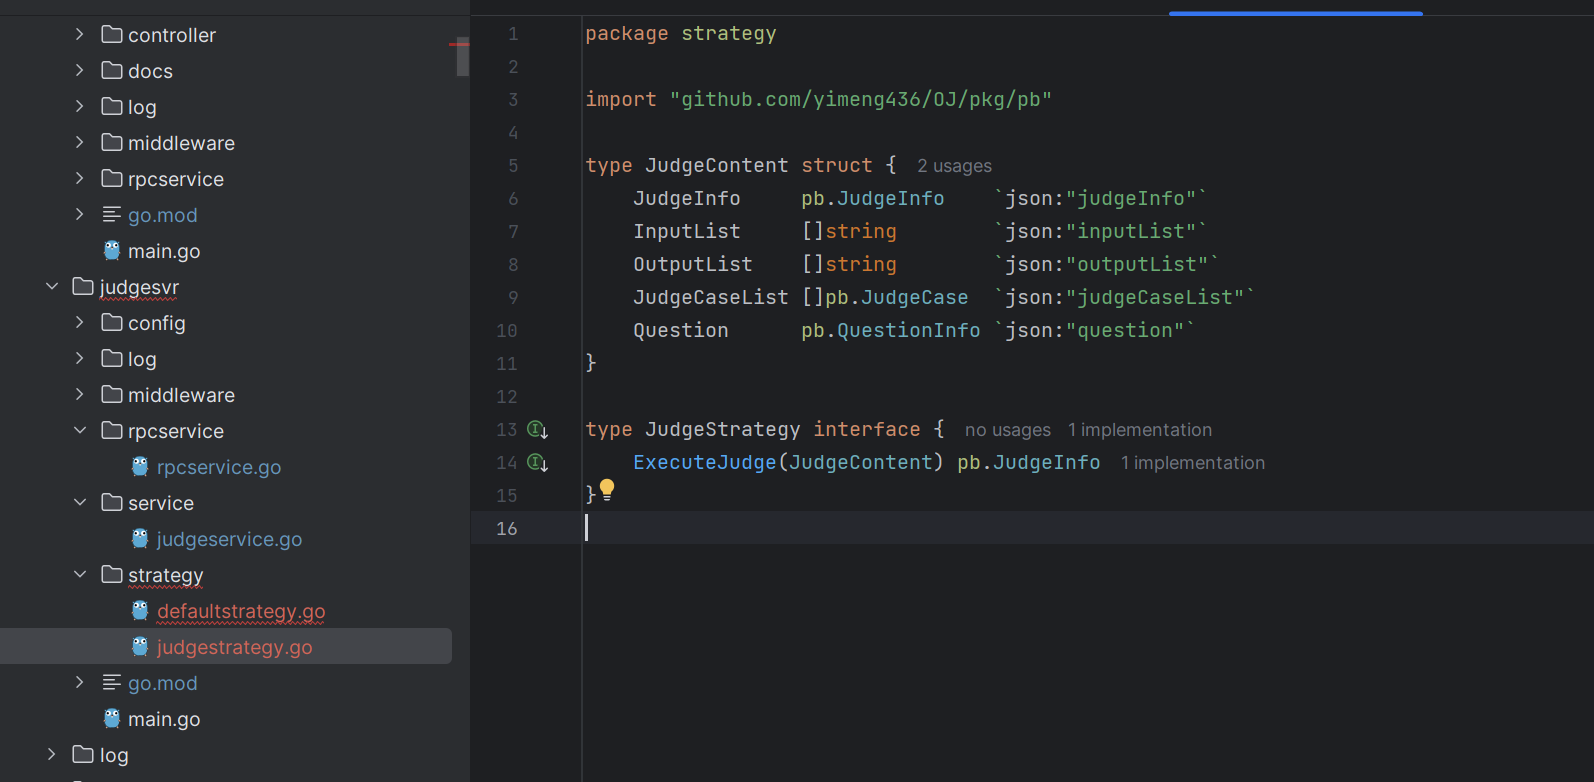 controller
docs
log
middleware
rpcservice
go.mod
main.go
judgesvr
config
log
middleware
rpcservice
rpcservice.go
service
judgeservice.go
strategy
defaultstrategy.go
judgestrategy.go
go.mod
main.go
log
1 package strategy
2
3 import "github.com/yimeng436/OJ/pkg/pb"
4
5 type JudgeContent struct { 2 usages
6 JudgeInfo pb.JudgeInfo `json:"judgeInfo"`
7 InputList []string `json:"inputList"`
8 OutputList []string `json:"outputList"`
9 JudgeCaseList []pb.JudgeCase `json:"judgeCaseList"`
10 Question pb.QuestionInfo `json:"question"`
11 }
12
13 type JudgeStrategy interface { no usages 1 implementation
14 ExecuteJudge(JudgeContent) pb.JudgeInfo 1 implementation
15 }
16